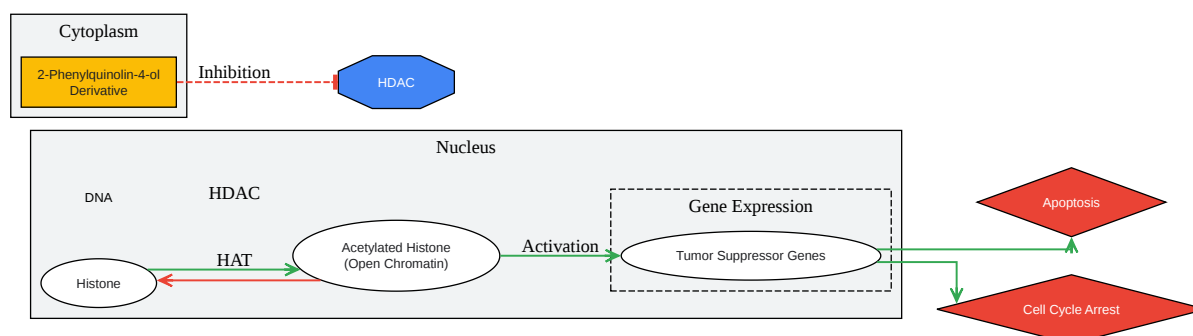 Cytoplasm
2-Phenylquinolin-4-ol
Derivative
Inhibition
HDAC
Nucleus
DNA
HDAC
HAT
Histone
Acetylated Histone
(Open Chromatin)
Activation
Gene Expression
Tumor Suppressor Genes
Apoptosis
Cell Cycle Arrest